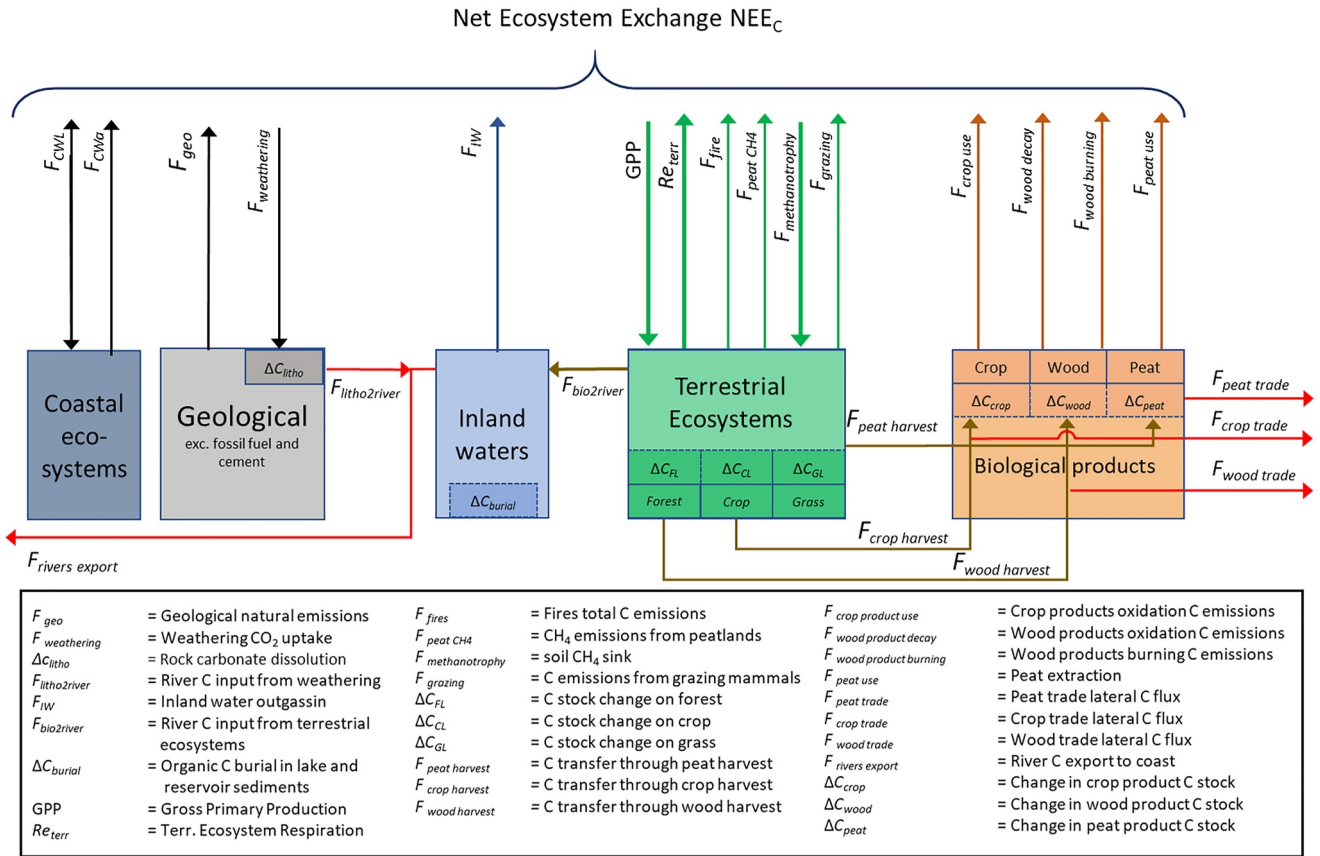 Net Ecosystem Exchange NEE_C
F_CWL
F_CWa
F_geo
F_weathering
F_IW
GPP
Re_terr
F_fire
F_peat CH4
F_methanotrophy
F_grazing
F_crop use
F_wood decay
F_wood burning
F_peat use
Coastal
eco-
systems
ΔC_litho
Geological
exc. fossil fuel and
cement
F_litho2river
Inland
waters
ΔC_burial
F_bio2river
Terrestrial
Ecosystems
ΔC_FL ΔC_CL ΔC_GL
Forest Crop Grass
F_peat harvest
Crop Wood Peat
ΔC_crop ΔC_wood ΔC_peat
Biological products
F_peat trade
F_crop trade
F_wood trade
F_crop harvest
F_wood harvest
F_rivers export
F_geo = Geological natural emissions
F_weathering = Weathering CO₂ uptake
Δc_litho = Rock carbonate dissolution
F_litho2river = River C input from weathering
F_IW = Inland water outgassin
F_bio2river = River C input from terrestrial
ecosystems
ΔC_burial = Organic C burial in lake and
reservoir sediments
GPP = Gross Primary Production
Re_terr = Terr. Ecosystem Respiration
F_fires = Fires total C emissions
F_peat CH4 = CH₄ emissions from peatlands
F_methanotrophy = soil CH₄ sink
F_grazing = C emissions from grazing mammals
ΔC_FL = C stock change on forest
ΔC_CL = C stock change on crop
ΔC_GL = C stock change on grass
F_peat harvest = C transfer through peat harvest
F_crop harvest = C transfer through crop harvest
F_wood harvest = C transfer through wood harvest
F_crop product use = Crop products oxidation C emissions
F_wood product decay = Wood products oxidation C emissions
F_wood product burning = Wood products burning C emissions
F_peat use = Peat extraction
F_peat trade = Peat trade lateral C flux
F_crop trade = Crop trade lateral C flux
F_wood trade = Wood trade lateral C flux
F_rivers export = River C export to coast
ΔC_crop = Change in crop product C stock
ΔC_wood = Change in wood product C stock
ΔC_peat = Change in peat product C stock